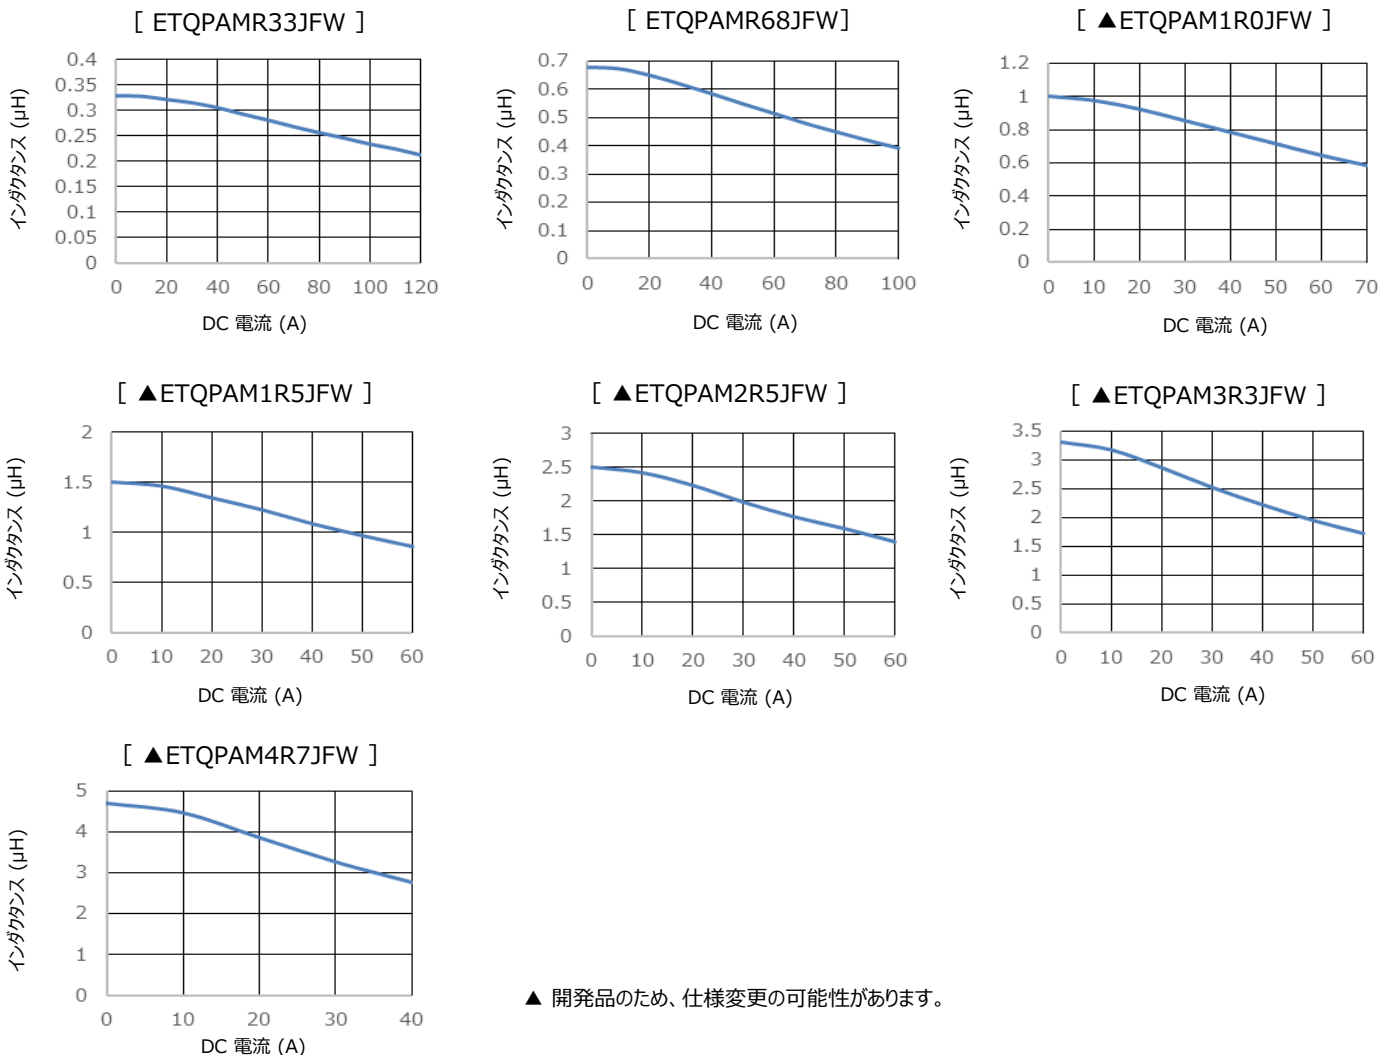 [ ETQPAMR33JFW ]
0.4
0.35
0.3
0.25
0.2
0.15
0.1
0.05
0
インダクタンス (μH)
0 20 40 60 80 100 120
DC 電流 (A)
[ ETQPAMR68JFW]
0.7
0.6
0.5
0.4
0.3
0.2
0.1
0
インダクタンス (μH)
0 20 40 60 80 100
DC 電流 (A)
[ ▲ETQPAM1R0JFW ]
1.2
1
0.8
0.6
0.4
0.2
0
インダクタンス (μH)
0 10 20 30 40 50 60 70
DC 電流 (A)
[ ▲ETQPAM1R5JFW ]
2
1.5
1
0.5
0
インダクタンス (μH)
0 10 20 30 40 50 60
DC 電流 (A)
[ ▲ETQPAM2R5JFW ]
3
2.5
2
1.5
1
0.5
0
インダクタンス (μH)
0 10 20 30 40 50 60
DC 電流 (A)
[ ▲ETQPAM3R3JFW ]
3.5
3
2.5
2
1.5
1
0.5
0
インダクタンス (μH)
0 10 20 30 40 50 60
DC 電流 (A)
[ ▲ETQPAM4R7JFW ]
5
4
3
2
1
0
インダクタンス (μH)
0 10 20 30 40
DC 電流 (A)
▲ 開発品のため、仕様変更の可能性があります。